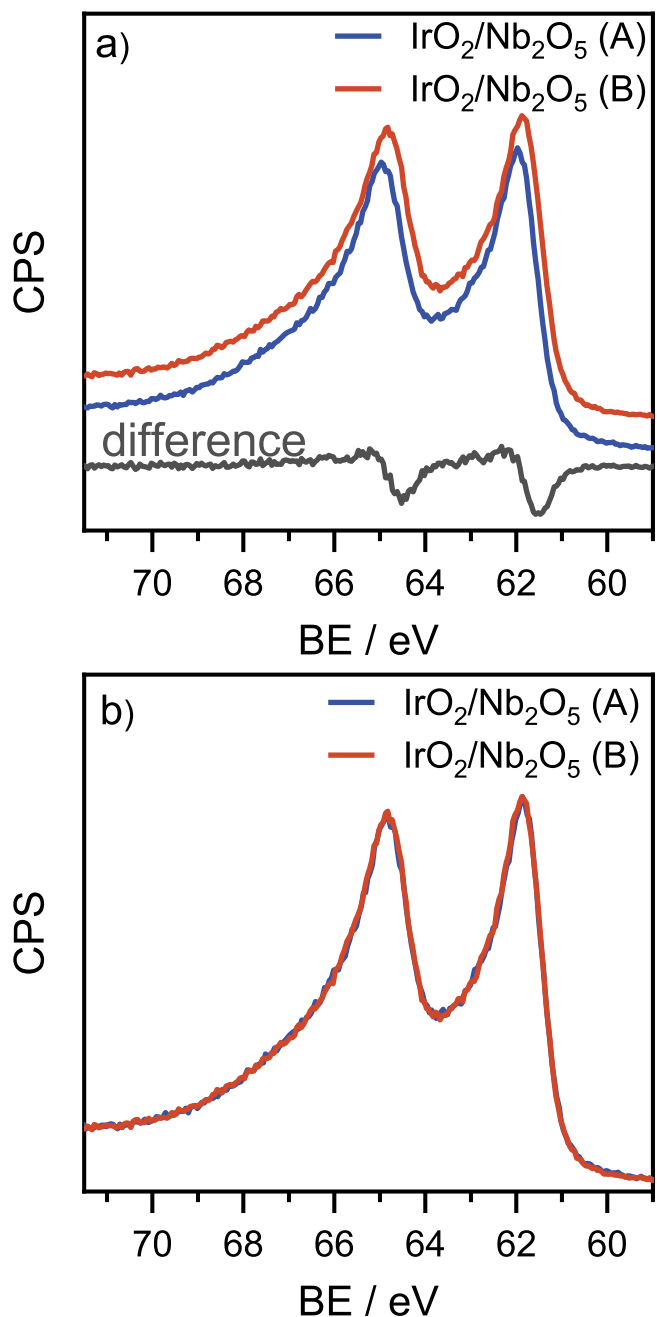 a)
IrO₂/Nb₂O₅ (A)
IrO₂/Nb₂O₅ (B)
CPS
difference
70 68 66 64 62 60
BE / eV
b)
IrO₂/Nb₂O₅ (A)
IrO₂/Nb₂O₅ (B)
CPS
70 68 66 64 62 60
BE / eV